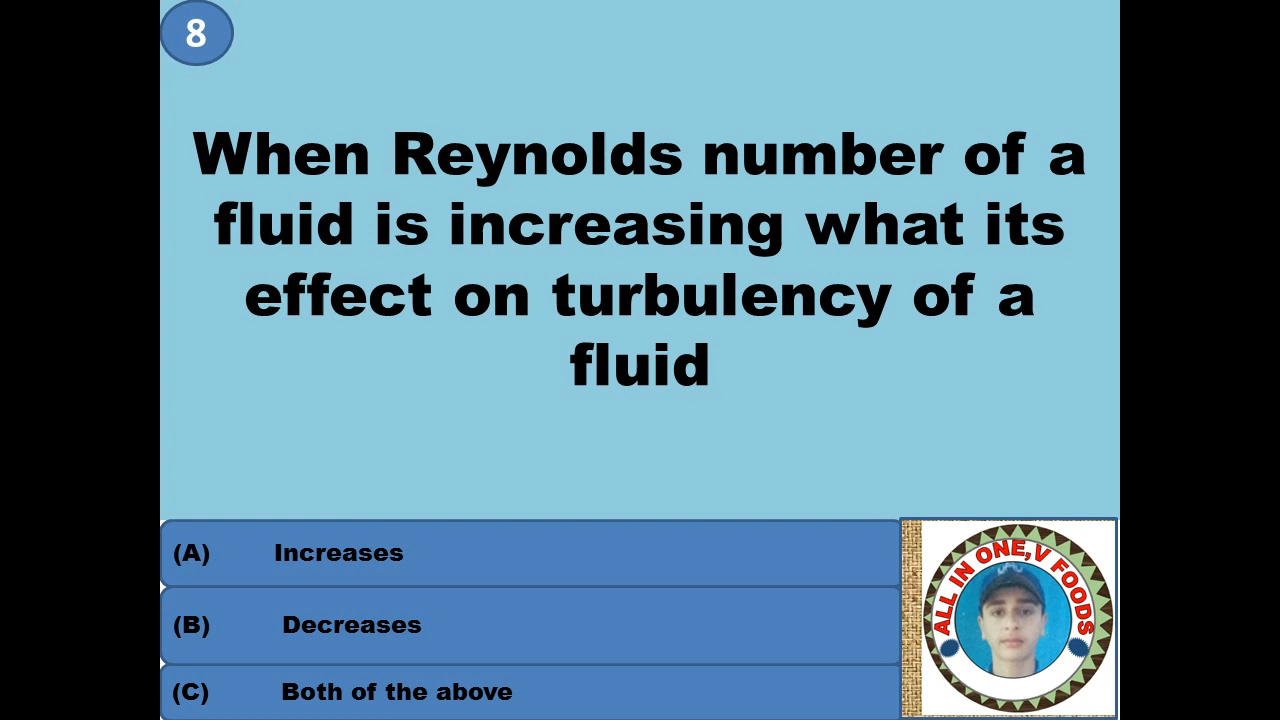 8
When Reynolds number of a
fluid is increasing what its
effect on turbulency of a
fluid
(A) Increases
(B) Decreases
(C) Both of the above
ALL IN ONE,V FOODS